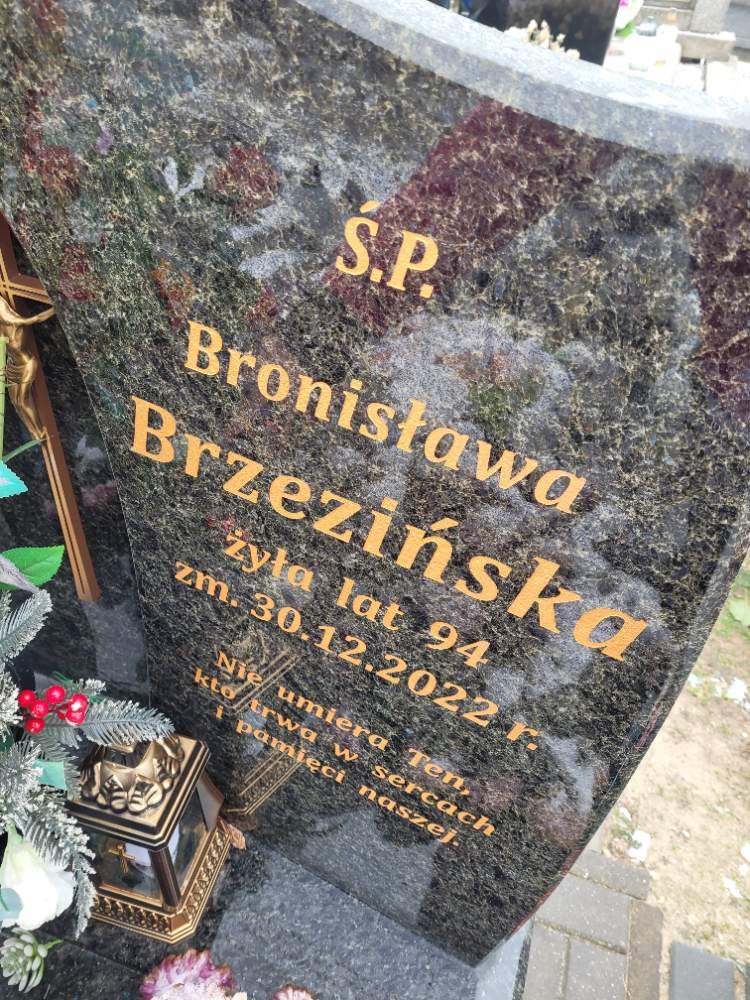 Ś.P.
Bronisława
Brzezińska
żyła lat 94
zm. 30.12.2022 r.
Nie umiera Ten,
kto trwa w sercach
i pamięci naszej.